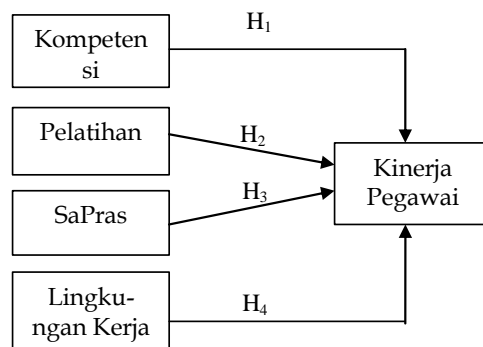 Kompeten
si
H₁
Pelatihan
H₂
SaPras
H₃
Kinerja
Pegawai
Lingku-
ngan Kerja
H₄